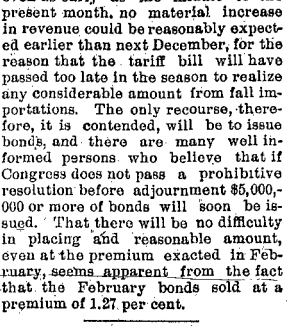 present month, no material increase
in revenue could be reasonably expect-
ed earlier than next December, for the
reason that the tariff bill will have
passed too late in the season to realize
any considerable amount from fall im-
portations. The only recourse, there-
fore, it is contended, will be to issue
bonds, and there are many well in-
formed persons who believe that if
Congress does not pass a prohibitive
resolution before adjournment $5,000,-
000 or more of bonds will soon be is-
sued. That there will be no difficulty
in placing and reasonable amount,
even at the premium exacted in Feb-
ruary, seems apparent from the fact
that the February bonds sold at a
premium of 1.27 per cent.